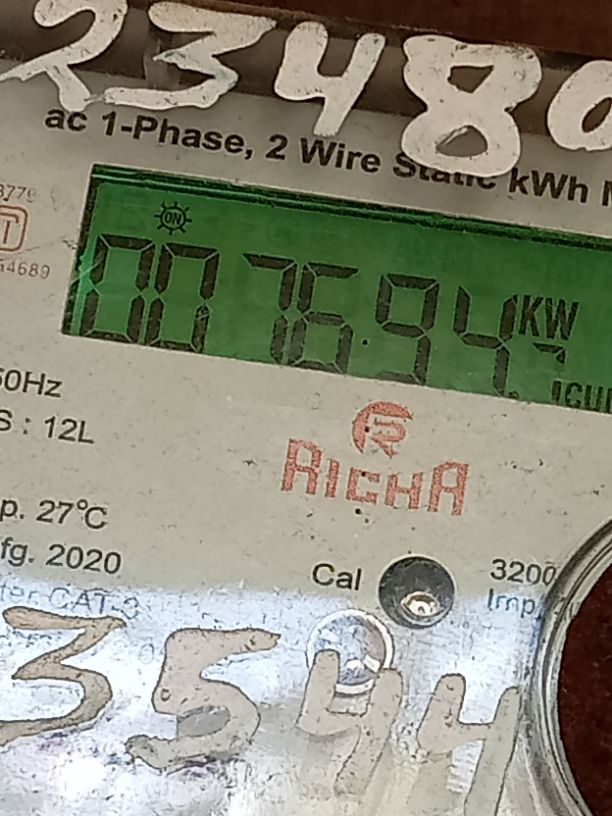 23480
ac 1-Phase, 2 Wire Static kWh M
ON
007694 KW
50Hz
S : 12L
RICHA
p. 27°C
fg. 2020
Cal
3200
Imp
CAT-3
3544